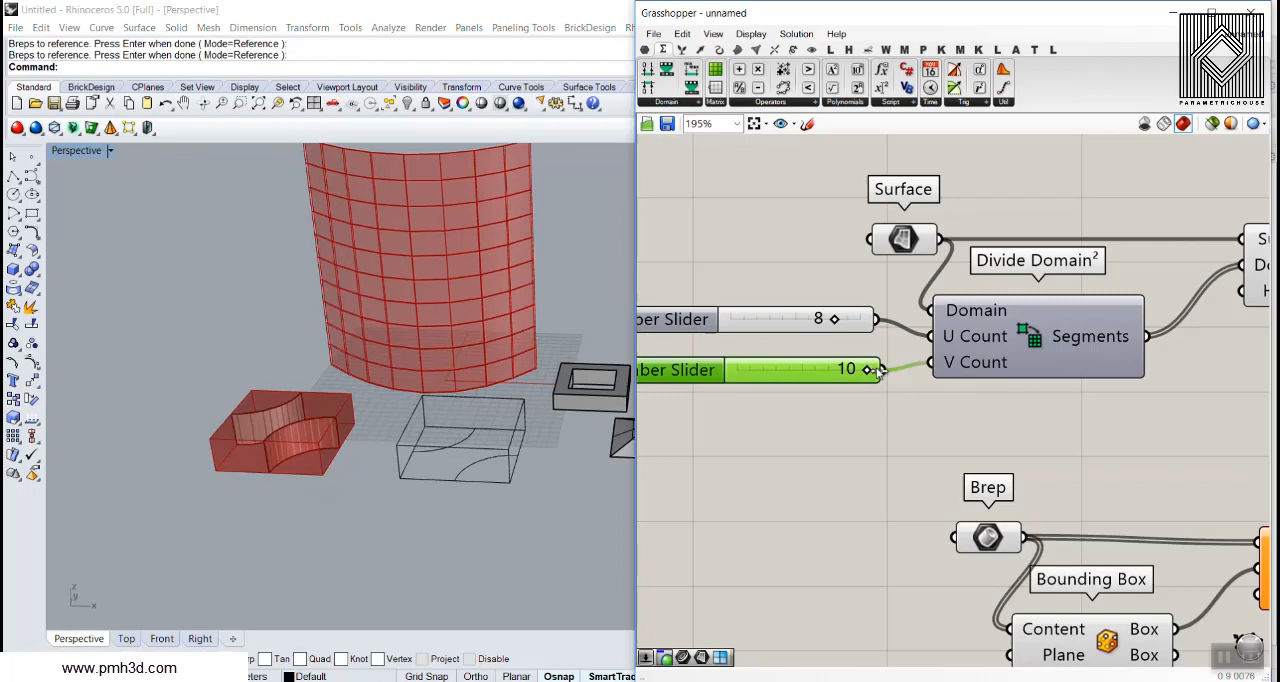 Untitled - Rhinoceros 5.0 [Full] - [Perspective]
File Edit View Curve Surface Solid Mesh Dimension Transform Tools Analyze Render Panels Paneling Tools BrickDesign
Breps to reference. Press Enter when done ( Mode=Reference ):
Breps to reference. Press Enter when done ( Mode=Reference ):
Command:
Standard BrickDesign CPlanes Set View Display Select Viewport Layout Visibility Transform Curve Tools Surface Tools
Perspective
z
y
x
Perspective Top Front Right
Tan Quad Knot Vertex Project Disable
Default
Grid Snap Ortho Planar Osnap SmartTrac
www.pmh3d.com
Grasshopper - unnamed
File Edit View Display Solution Help
PARAMETRICHOUSE
L H W M P K M K L A T L
Domain Matrix Operators Polynomials Script Time Trig Util
195%
Surface
Divide Domain²
Domain
U Count
V Count
Segments
ber Slider 8
ber Slider 10
Brep
Bounding Box
Content Box
Plane Box
0.9.0076